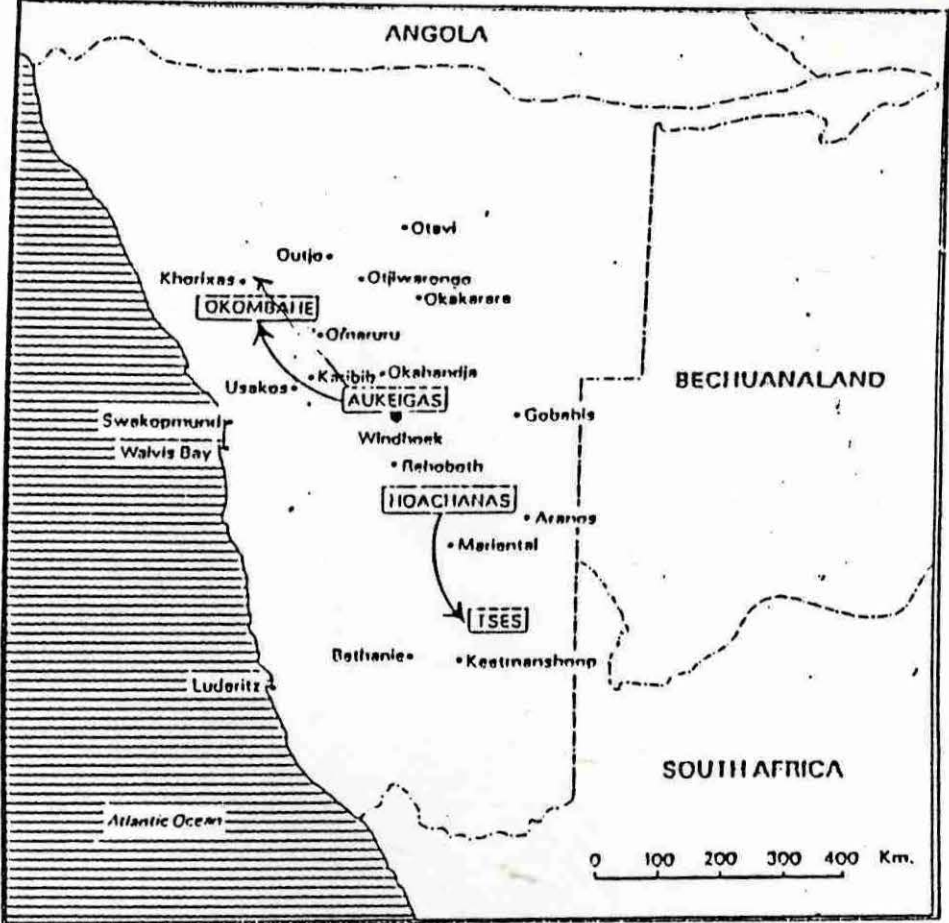 ANGOLA
Otavi
Outjo
Khorixas
Otjiwarongo
Okakarara
OKOMBAHE
Omaruru
Karibib
Okahandja
Usakos
BECHUANALAND
AUKEIGAS
Gobabis
Swakopmund
Windhoek
Walvis Bay
Rehoboth
HOACHANAS
Aranos
Mariental
TSES
Bethanie
Keetmanshoop
Luderitz
SOUTH AFRICA
Atlantic Ocean
0 100 200 300 400 Km.